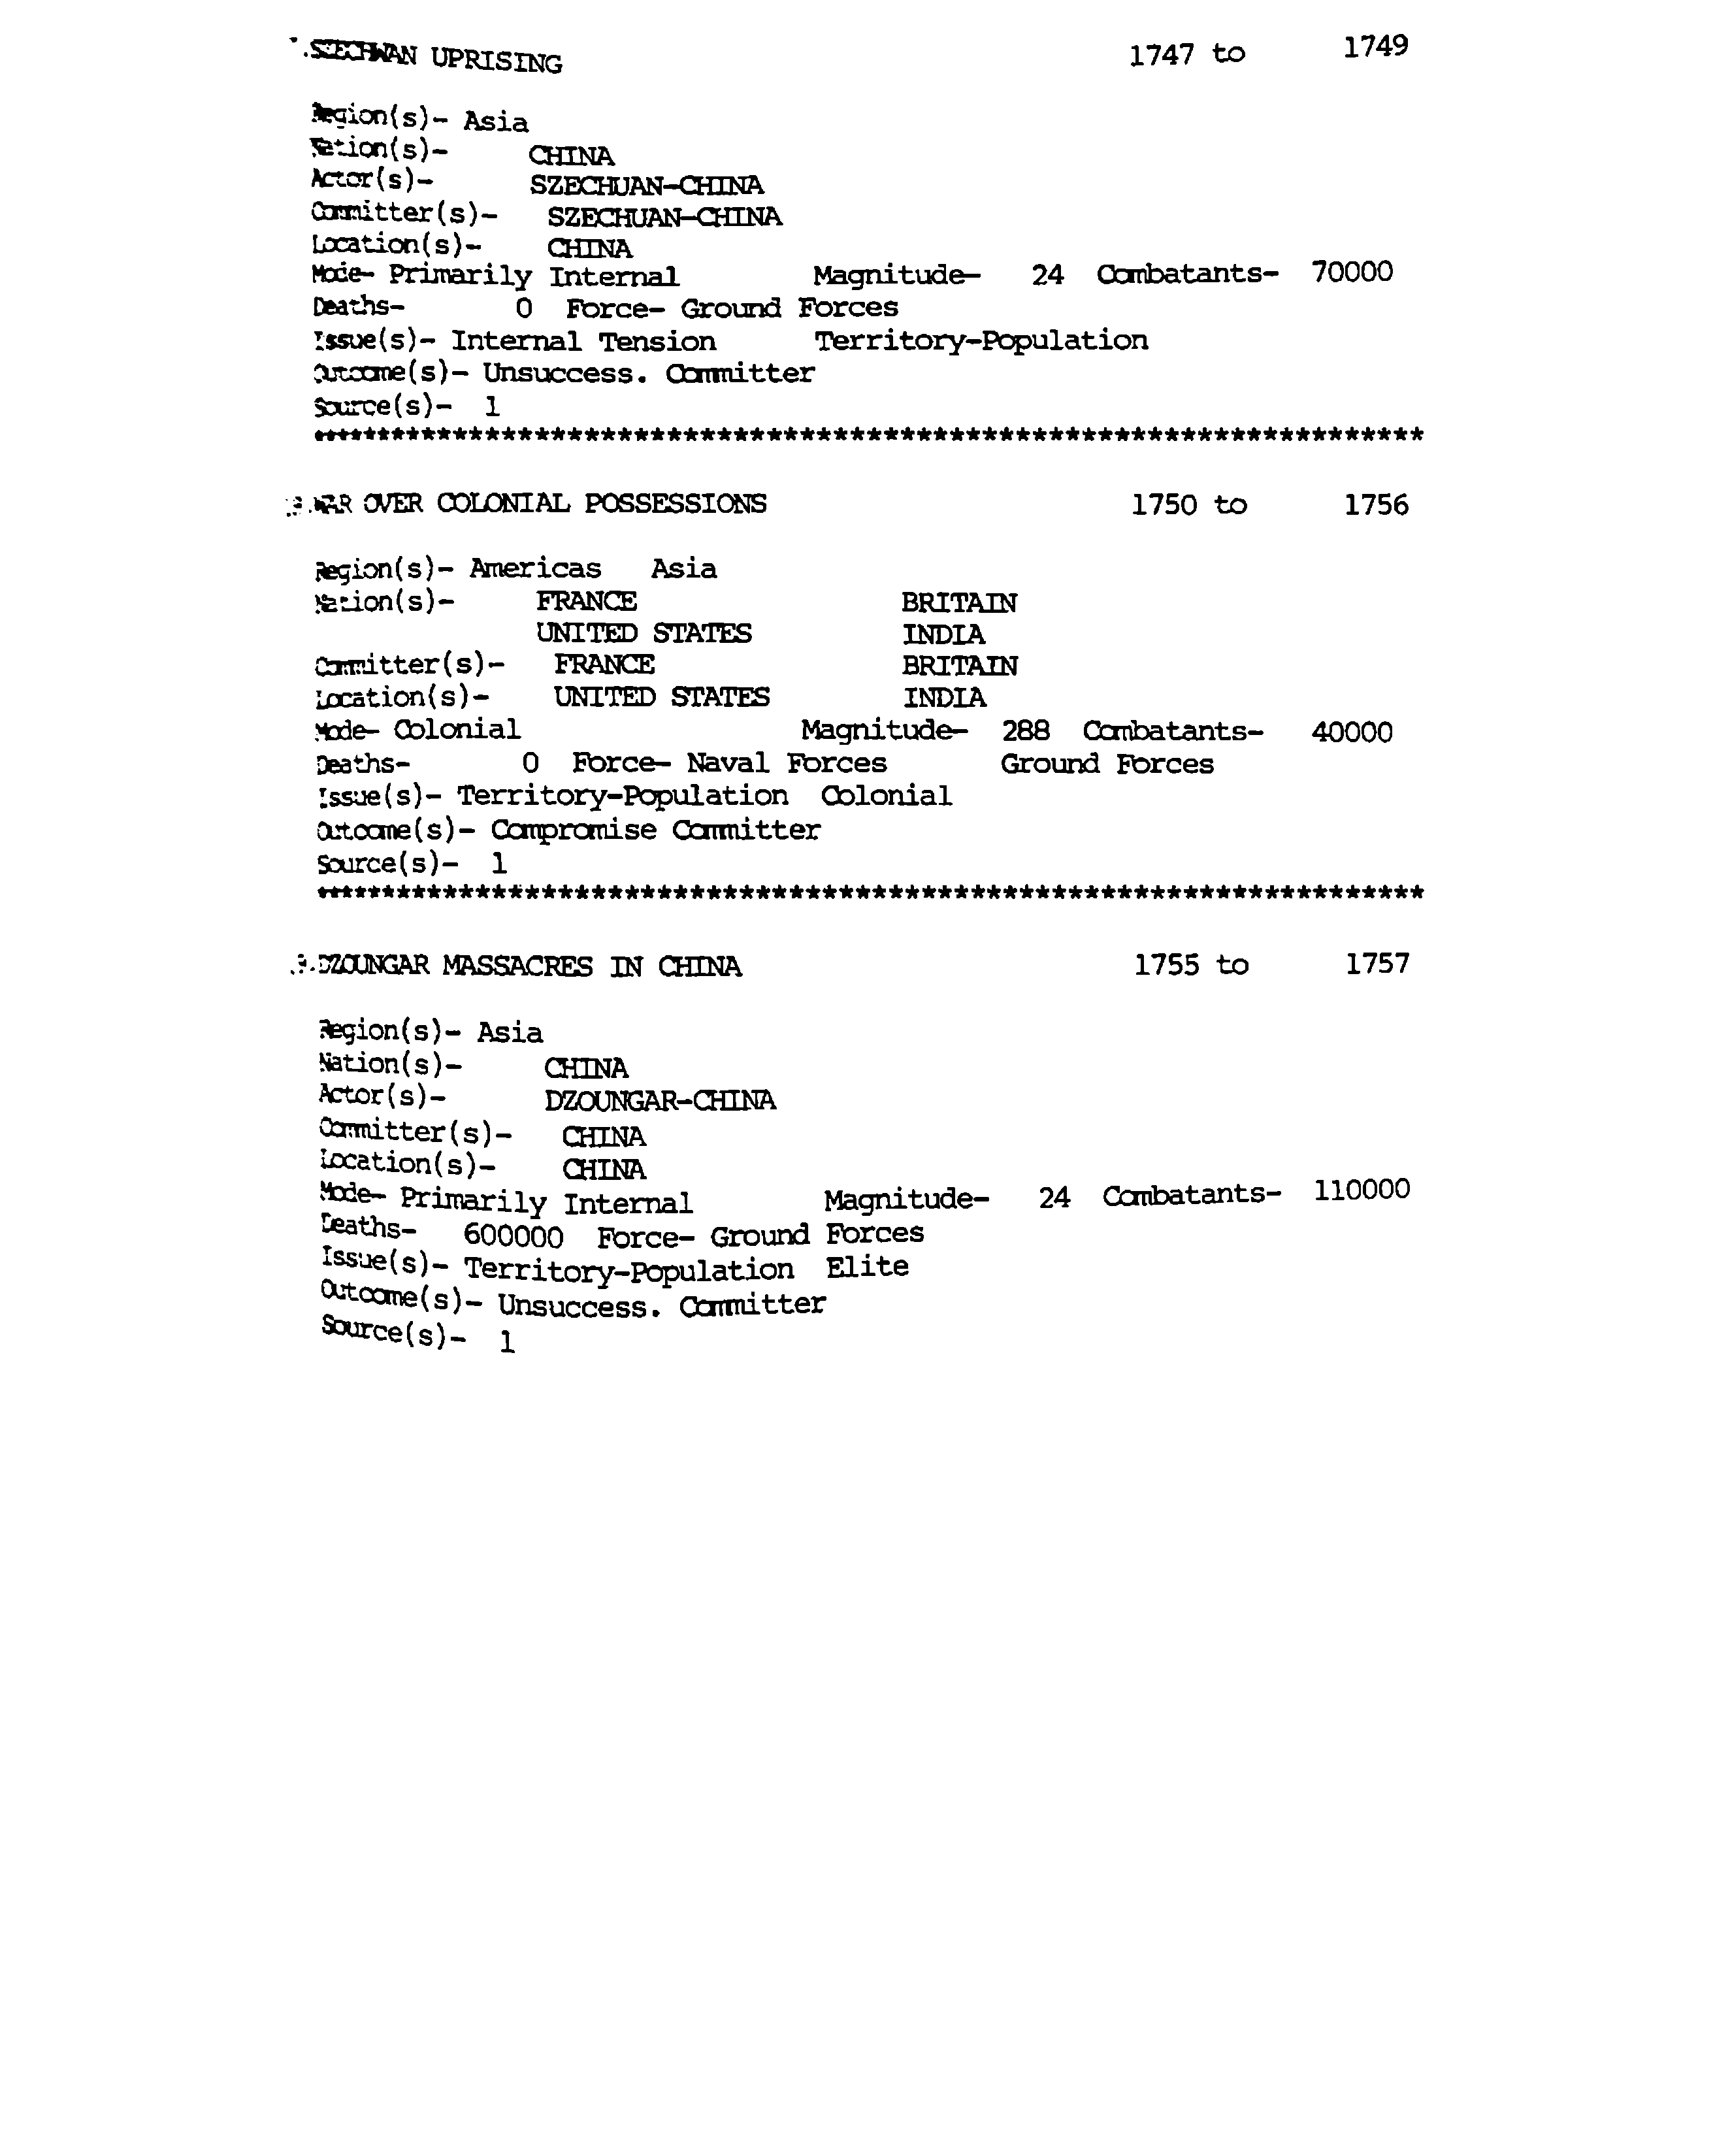 SZECHWAN UPRISING 1747 to 1749
Region(s)- Asia
Nation(s)- CHINA
Actor(s)- SZECHUAN-CHINA
Committer(s)- SZECHUAN-CHINA
Location(s)- CHINA
Mode- Primarily Internal Magnitude- 24 Combatants- 70000
Deaths- 0 Force- Ground Forces
Issue(s)- Internal Tension Territory-Population
Outcome(s)- Unsuccess. Committer
Source(s)- 1
*******************************************************************
WAR OVER COLONIAL POSSESSIONS 1750 to 1756
Region(s)- Americas Asia
Nation(s)- FRANCE BRITAIN
UNITED STATES INDIA
Committer(s)- FRANCE BRITAIN
Location(s)- UNITED STATES INDIA
Mode- Colonial Magnitude- 288 Combatants- 40000
Deaths- 0 Force- Naval Forces Ground Forces
Issue(s)- Territory-Population Colonial
Outcome(s)- Compromise Committer
Source(s)- 1
*******************************************************************
DZOUNGAR MASSACRES IN CHINA 1755 to 1757
Region(s)- Asia
Nation(s)- CHINA
Actor(s)- DZOUNGAR-CHINA
Committer(s)- CHINA
Location(s)- CHINA
Mode- Primarily Internal Magnitude- 24 Combatants- 110000
Deaths- 600000 Force- Ground Forces
Issue(s)- Territory-Population Elite
Outcome(s)- Unsuccess. Committer
Source(s)- 1